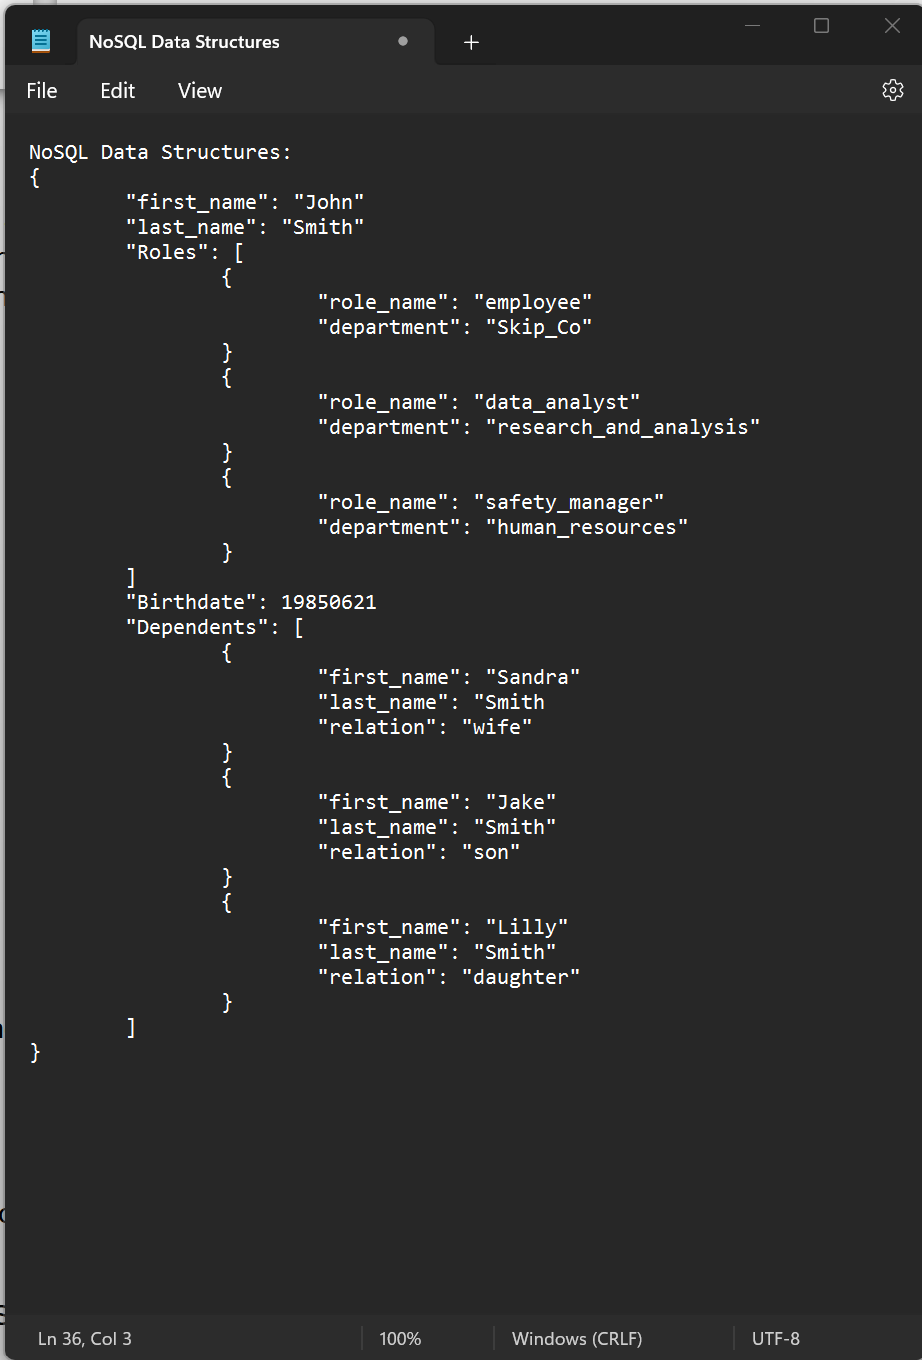 NoSQL Data Structures
File Edit View
NoSQL Data Structures:
{
"first_name": "John"
"last_name": "Smith"
"Roles": [
{
"role_name": "employee"
"department": "Skip_Co"
}
{
"role_name": "data_analyst"
"department": "research_and_analysis"
}
{
"role_name": "safety_manager"
"department": "human_resources"
}
]
"Birthdate": 19850621
"Dependents": [
{
"first_name": "Sandra"
"last_name": "Smith
"relation": "wife"
}
{
"first_name": "Jake"
"last_name": "Smith"
"relation": "son"
}
{
"first_name": "Lilly"
"last_name": "Smith"
"relation": "daughter"
}
]
}
Ln 36, Col 3 100% Windows (CRLF) UTF-8